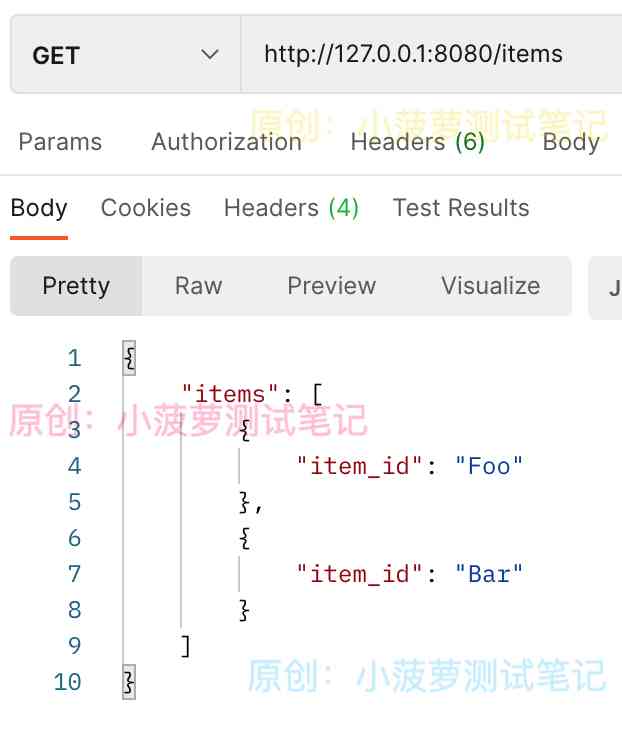 GET http://127.0.0.1:8080/items
原创：小菠萝测试笔记
Params Authorization Headers (6) Body
Body Cookies Headers (4) Test Results
Pretty Raw Preview Visualize J
1 {
2 "items": [
原创：小菠萝测试笔记
3 {
4 "item_id": "Foo"
5 },
6 {
7 "item_id": "Bar"
8 }
9 ]
原创：小菠萝测试笔记
10 }